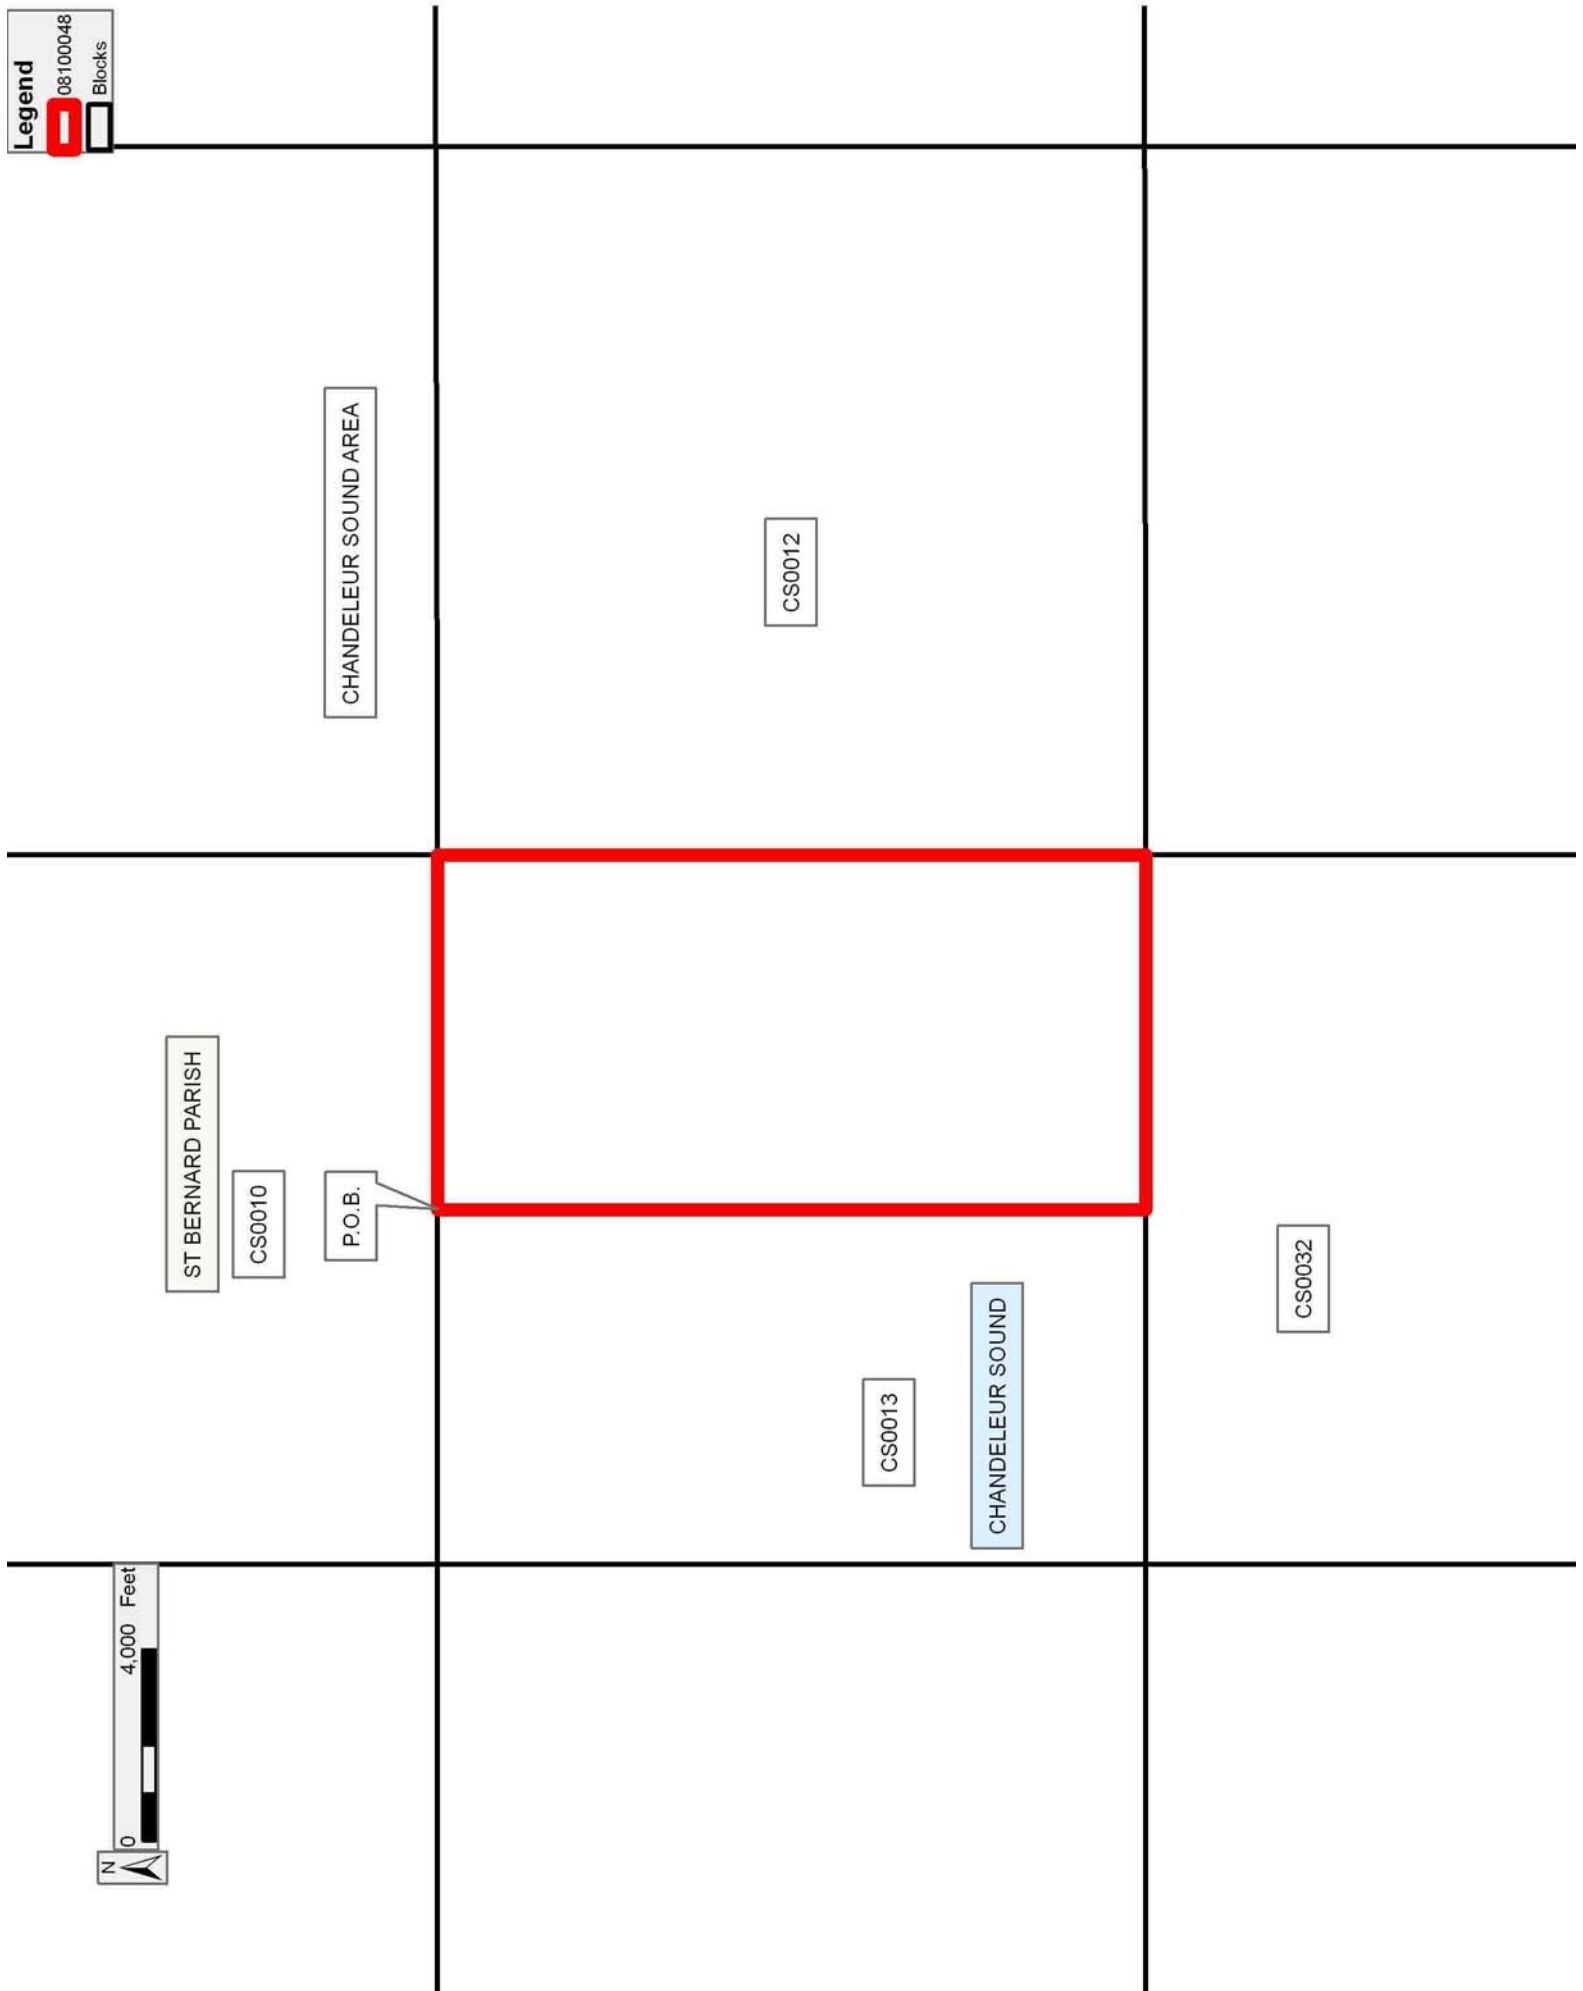 Legend
08100048
Blocks
CHANDELEUR SOUND AREA
CS0012
ST BERNARD PARISH
CS0010
P.O.B.
CS0013
CHANDELEUR SOUND
CS0032
0 4,000 Feet
N